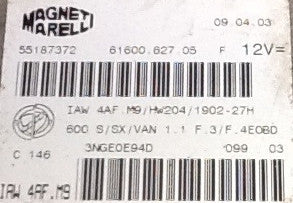 MAGNETI MARELLI
09 04.03
55187372 61600.627.05 F 12V=
IAW 4AF.M9/HW204/1902-27H
600 S/SX/VAN 1.1 F.3/F.4EOBD
C 146 3NGE0E94D 099 03
IAW 4AF.M9